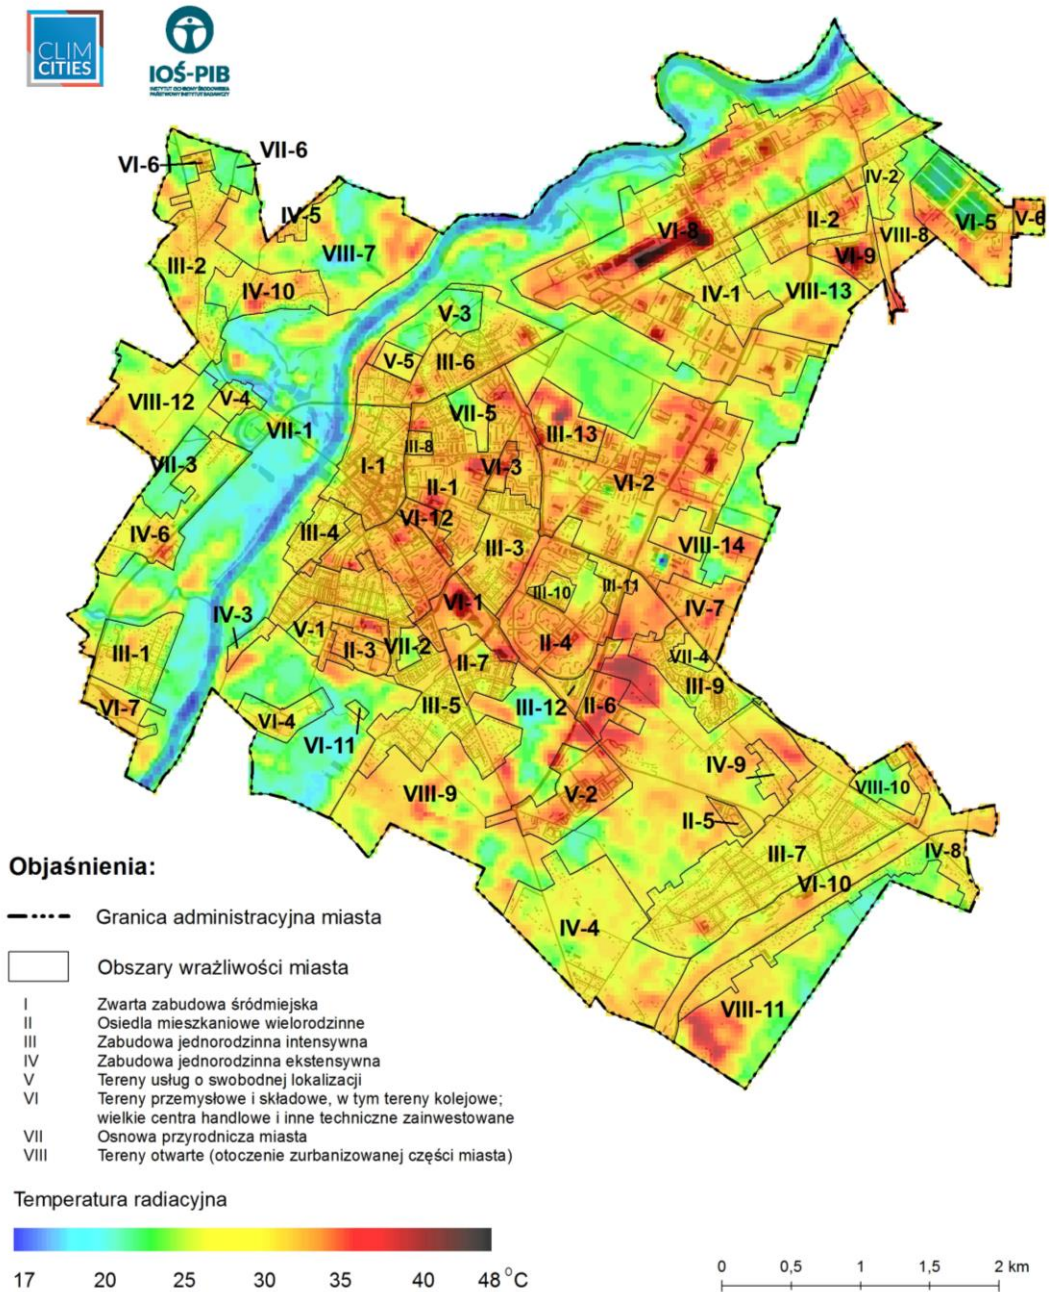 CLIM
CITIES
IOŚ-PIB
INSTYTUT OCHRONY ŚRODOWISKA
PAŃSTWOWY INSTYTUT BADAWCZY
VI-6
VII-6
IV-5
VIII-7
III-2
IV-10
IV-2
II-2
VI-5
V-6
VI-8
VIII-8
VI-9
IV-1
VIII-13
V-3
V-5
III-6
VIII-12
V-4
VII-1
VII-5
III-8
III-13
VII-3
I-1
VI-3
II-1
VI-2
VI-12
IV-6
III-4
III-3
VIII-14
III-10
III-11
VI-1
IV-3
IV-7
V-1
II-3
VII-2
II-4
III-1
II-7
VII-4
III-9
VI-7
VI-4
III-5
III-12
II-6
VI-11
IV-9
VIII-9
V-2
VIII-10
II-5
III-7
IV-8
VI-10
IV-4
VIII-11
Objaśnienia:
Granica administracyjna miasta
Obszary wrażliwości miasta
I Zwarta zabudowa śródmiejska
II Osiedla mieszkaniowe wielorodzinne
III Zabudowa jednorodzinna intensywna
IV Zabudowa jednorodzinna ekstensywna
V Tereny usług o swobodnej lokalizacji
VI Tereny przemysłowe i składowe, w tym tereny kolejowe;
wielkie centra handlowe i inne techniczne zainwestowane
VII Osnowa przyrodnicza miasta
VIII Tereny otwarte (otoczenie zurbanizowanej części miasta)
Temperatura radiacyjna
17 20 25 30 35 40 48 °C
0 0,5 1 1,5 2 km